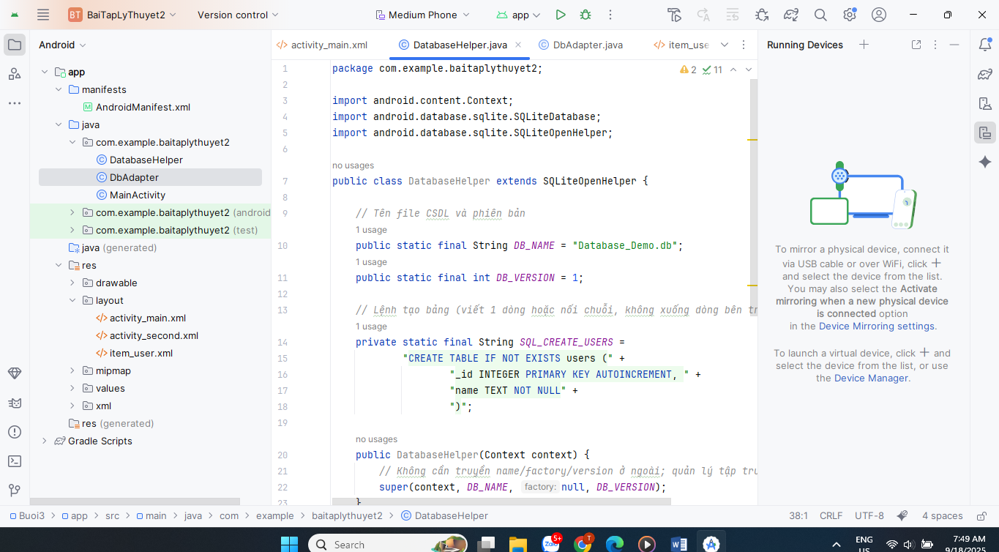 BT BaiTapLyThuyet2 Version control Medium Phone app
Android
app
manifests
AndroidManifest.xml
java
com.example.baitaplythuyet2
DatabaseHelper
DbAdapter
MainActivity
com.example.baitaplythuyet2 (android
com.example.baitaplythuyet2 (test)
java (generated)
res
drawable
layout
activity_main.xml
activity_second.xml
item_user.xml
mipmap
values
xml
res (generated)
Gradle Scripts
activity_main.xml DatabaseHelper.java DbAdapter.java item_use
2 11
1 package com.example.baitaplythuyet2;
2
3 import android.content.Context;
4 import android.database.sqlite.SQLiteDatabase;
5 import android.database.sqlite.SQLiteOpenHelper;
6
no usages
7 public class DatabaseHelper extends SQLiteOpenHelper {
8
9 // Tên file CSDL và phiên bản
1 usage
10 public static final String DB_NAME = "Database_Demo.db";
1 usage
11 public static final int DB_VERSION = 1;
12
13 // Lệnh tạo bảng (viết 1 dòng hoặc nối chuỗi, không xuống dòng bên tr
1 usage
14 private static final String SQL_CREATE_USERS =
15 "CREATE TABLE IF NOT EXISTS users (" +
16 "_id INTEGER PRIMARY KEY AUTOINCREMENT, " +
17 "name TEXT NOT NULL" +
18 ")";
19
no usages
20 public DatabaseHelper(Context context) {
21 // Không cần truyền name/factory/version ở ngoài; quản lý tập tru
22 super(context, DB_NAME, factory: null, DB_VERSION);
23 }
Running Devices
To mirror a physical device, connect it
via USB cable or over WiFi, click +
and select the device from the list.
You may also select the Activate
mirroring when a new physical device
is connected option
in the Device Mirroring settings.
To launch a virtual device, click + and
select the device from the list, or use
the Device Manager.
Buoi3 > app > src > main > java > com > example > baitaplythuyet2 > DatabaseHelper
38:1 CRLF UTF-8 4 spaces
Search
Zalo 5+
T
W
ENG
US
7:49 AM
9/18/2025